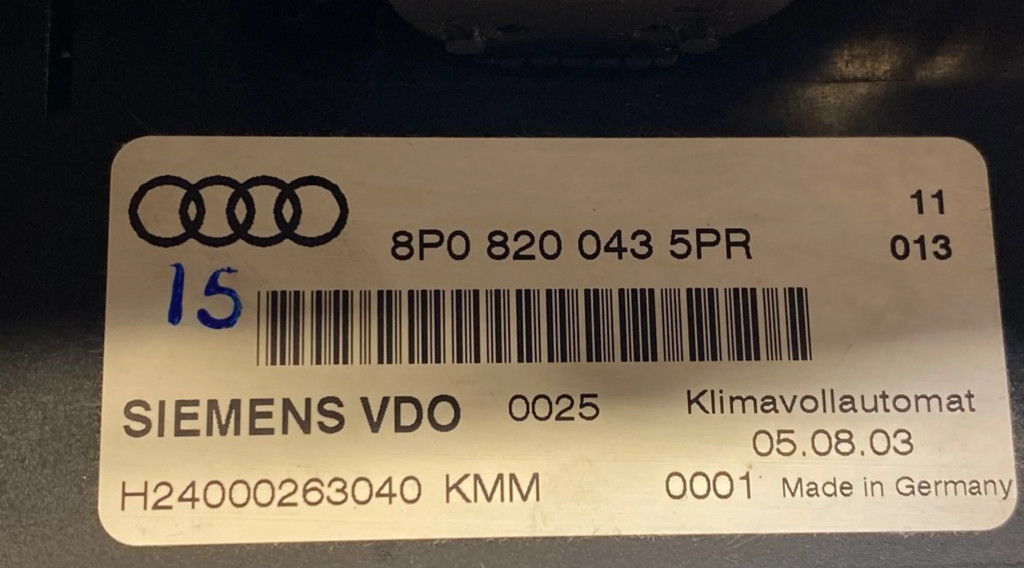 11
8P0 820 043 5PR 013
15
SIEMENS VDO 0025 Klimavollautomat
05.08.03
H24000263040 KMM 0001 Made in Germany